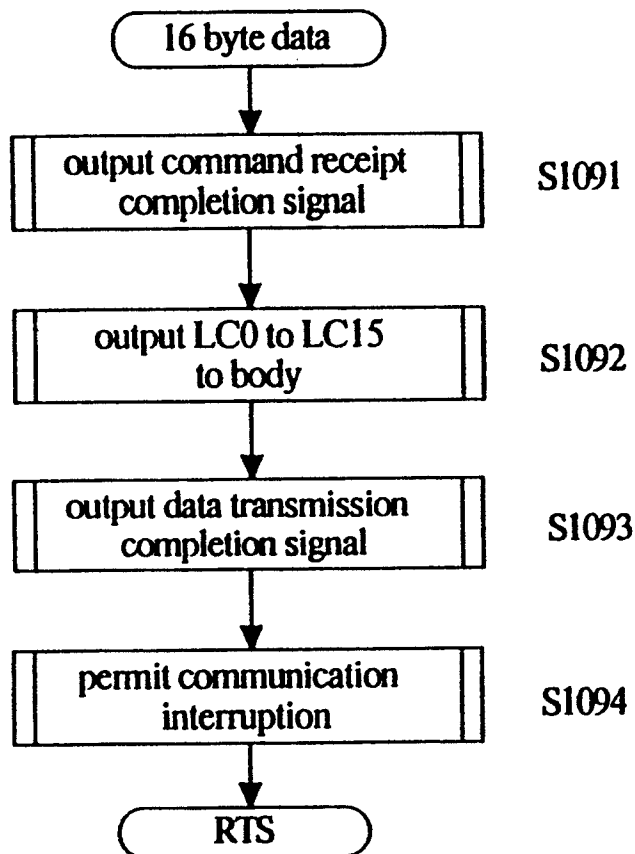 16 byte data
output command receipt
completion signal
S1091
output LC0 to LC15
to body
S1092
output data transmission
completion signal
S1093
permit communication
interruption
S1094
RTS